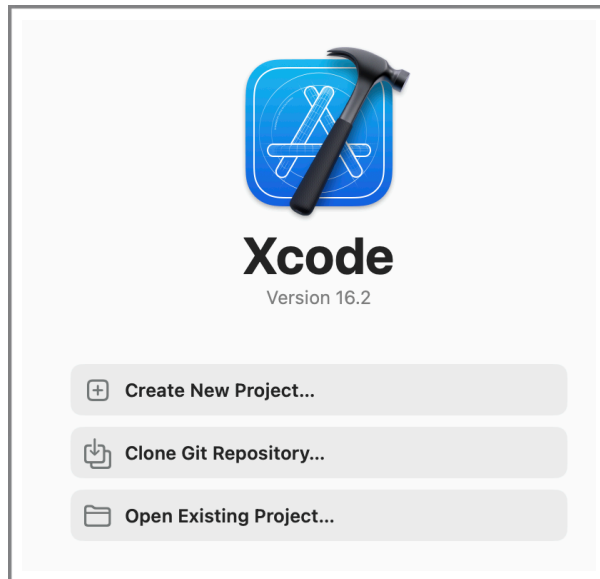 Xcode
Version 16.2
Create New Project...
Clone Git Repository...
Open Existing Project...